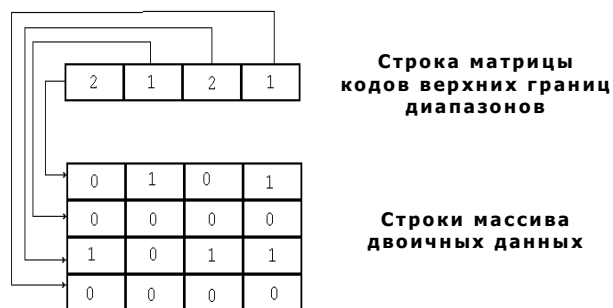 2 1 2 1
Строка матрицы
кодов верхних границ
диапазонов
0 1 0 1
0 0 0 0
1 0 1 1
0 0 0 0
Строки массива
двоичных данных